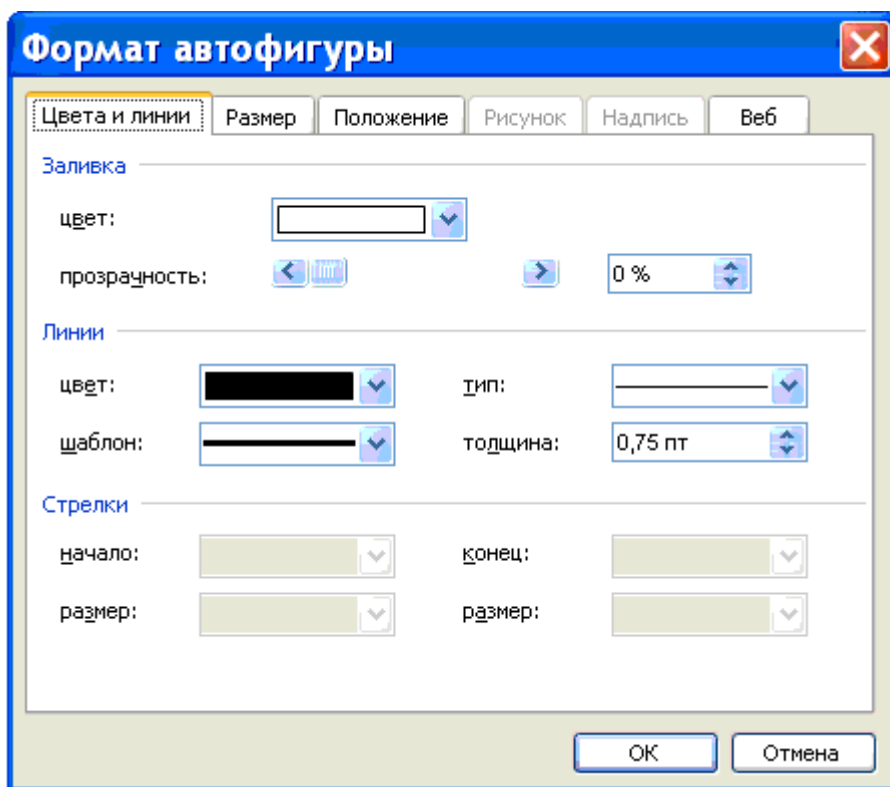 Формат автофигуры
Цвета и линии Размер Положение Рисунок Надпись Веб
Заливка
цвет:
прозрачность: 0 %
Линии
цвет: тип:
шаблон: толщина: 0,75 пт
Стрелки
начало: конец:
размер: размер:
ОК Отмена